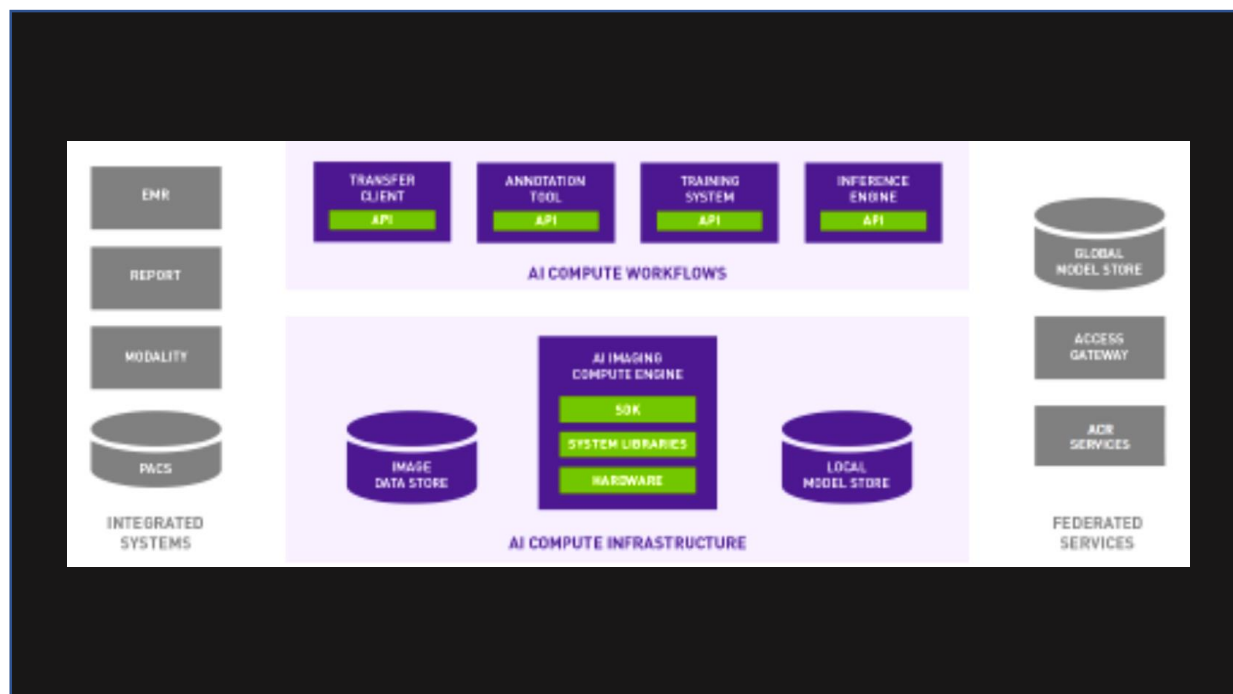 EMR
REPORT
MODALITY
PACS
INTEGRATED
SYSTEMS
TRANSFER
CLIENT
API
ANNOTATION
TOOL
API
TRAINING
SYSTEM
API
INFERENCE
ENGINE
API
AI COMPUTE WORKFLOWS
IMAGE
DATA STORE
AI IMAGING
COMPUTE ENGINE
SDK
SYSTEM LIBRARIES
HARDWARE
LOCAL
MODEL STORE
AI COMPUTE INFRASTRUCTURE
GLOBAL
MODEL STORE
ACCESS
GATEWAY
ACR
SERVICES
FEDERATED
SERVICES